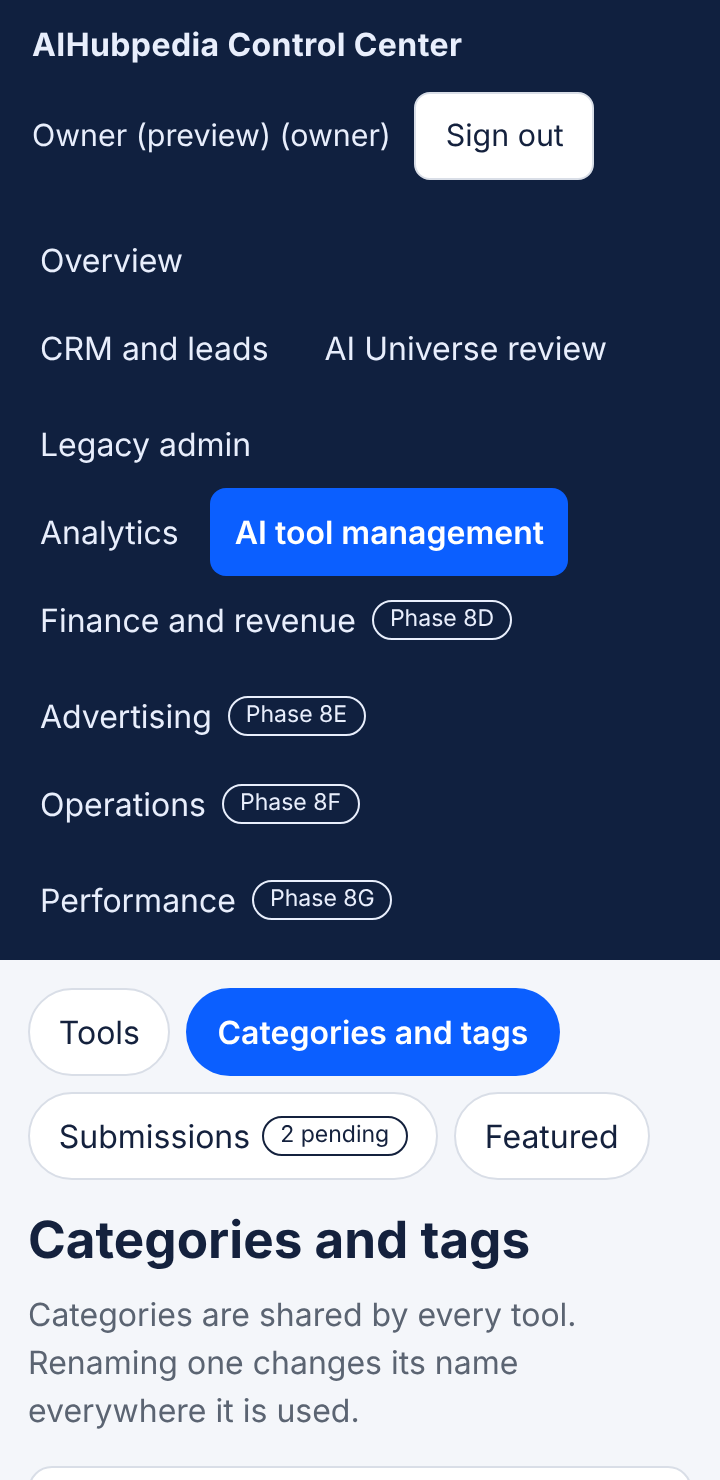 AIHubpedia Control Center
Owner (preview) (owner) Sign out
Overview
CRM and leads AI Universe review
Legacy admin
Analytics AI tool management
Finance and revenue Phase 8D
Advertising Phase 8E
Operations Phase 8F
Performance Phase 8G
Tools Categories and tags
Submissions 2 pending Featured
Categories and tags
Categories are shared by every tool.
Renaming one changes its name
everywhere it is used.